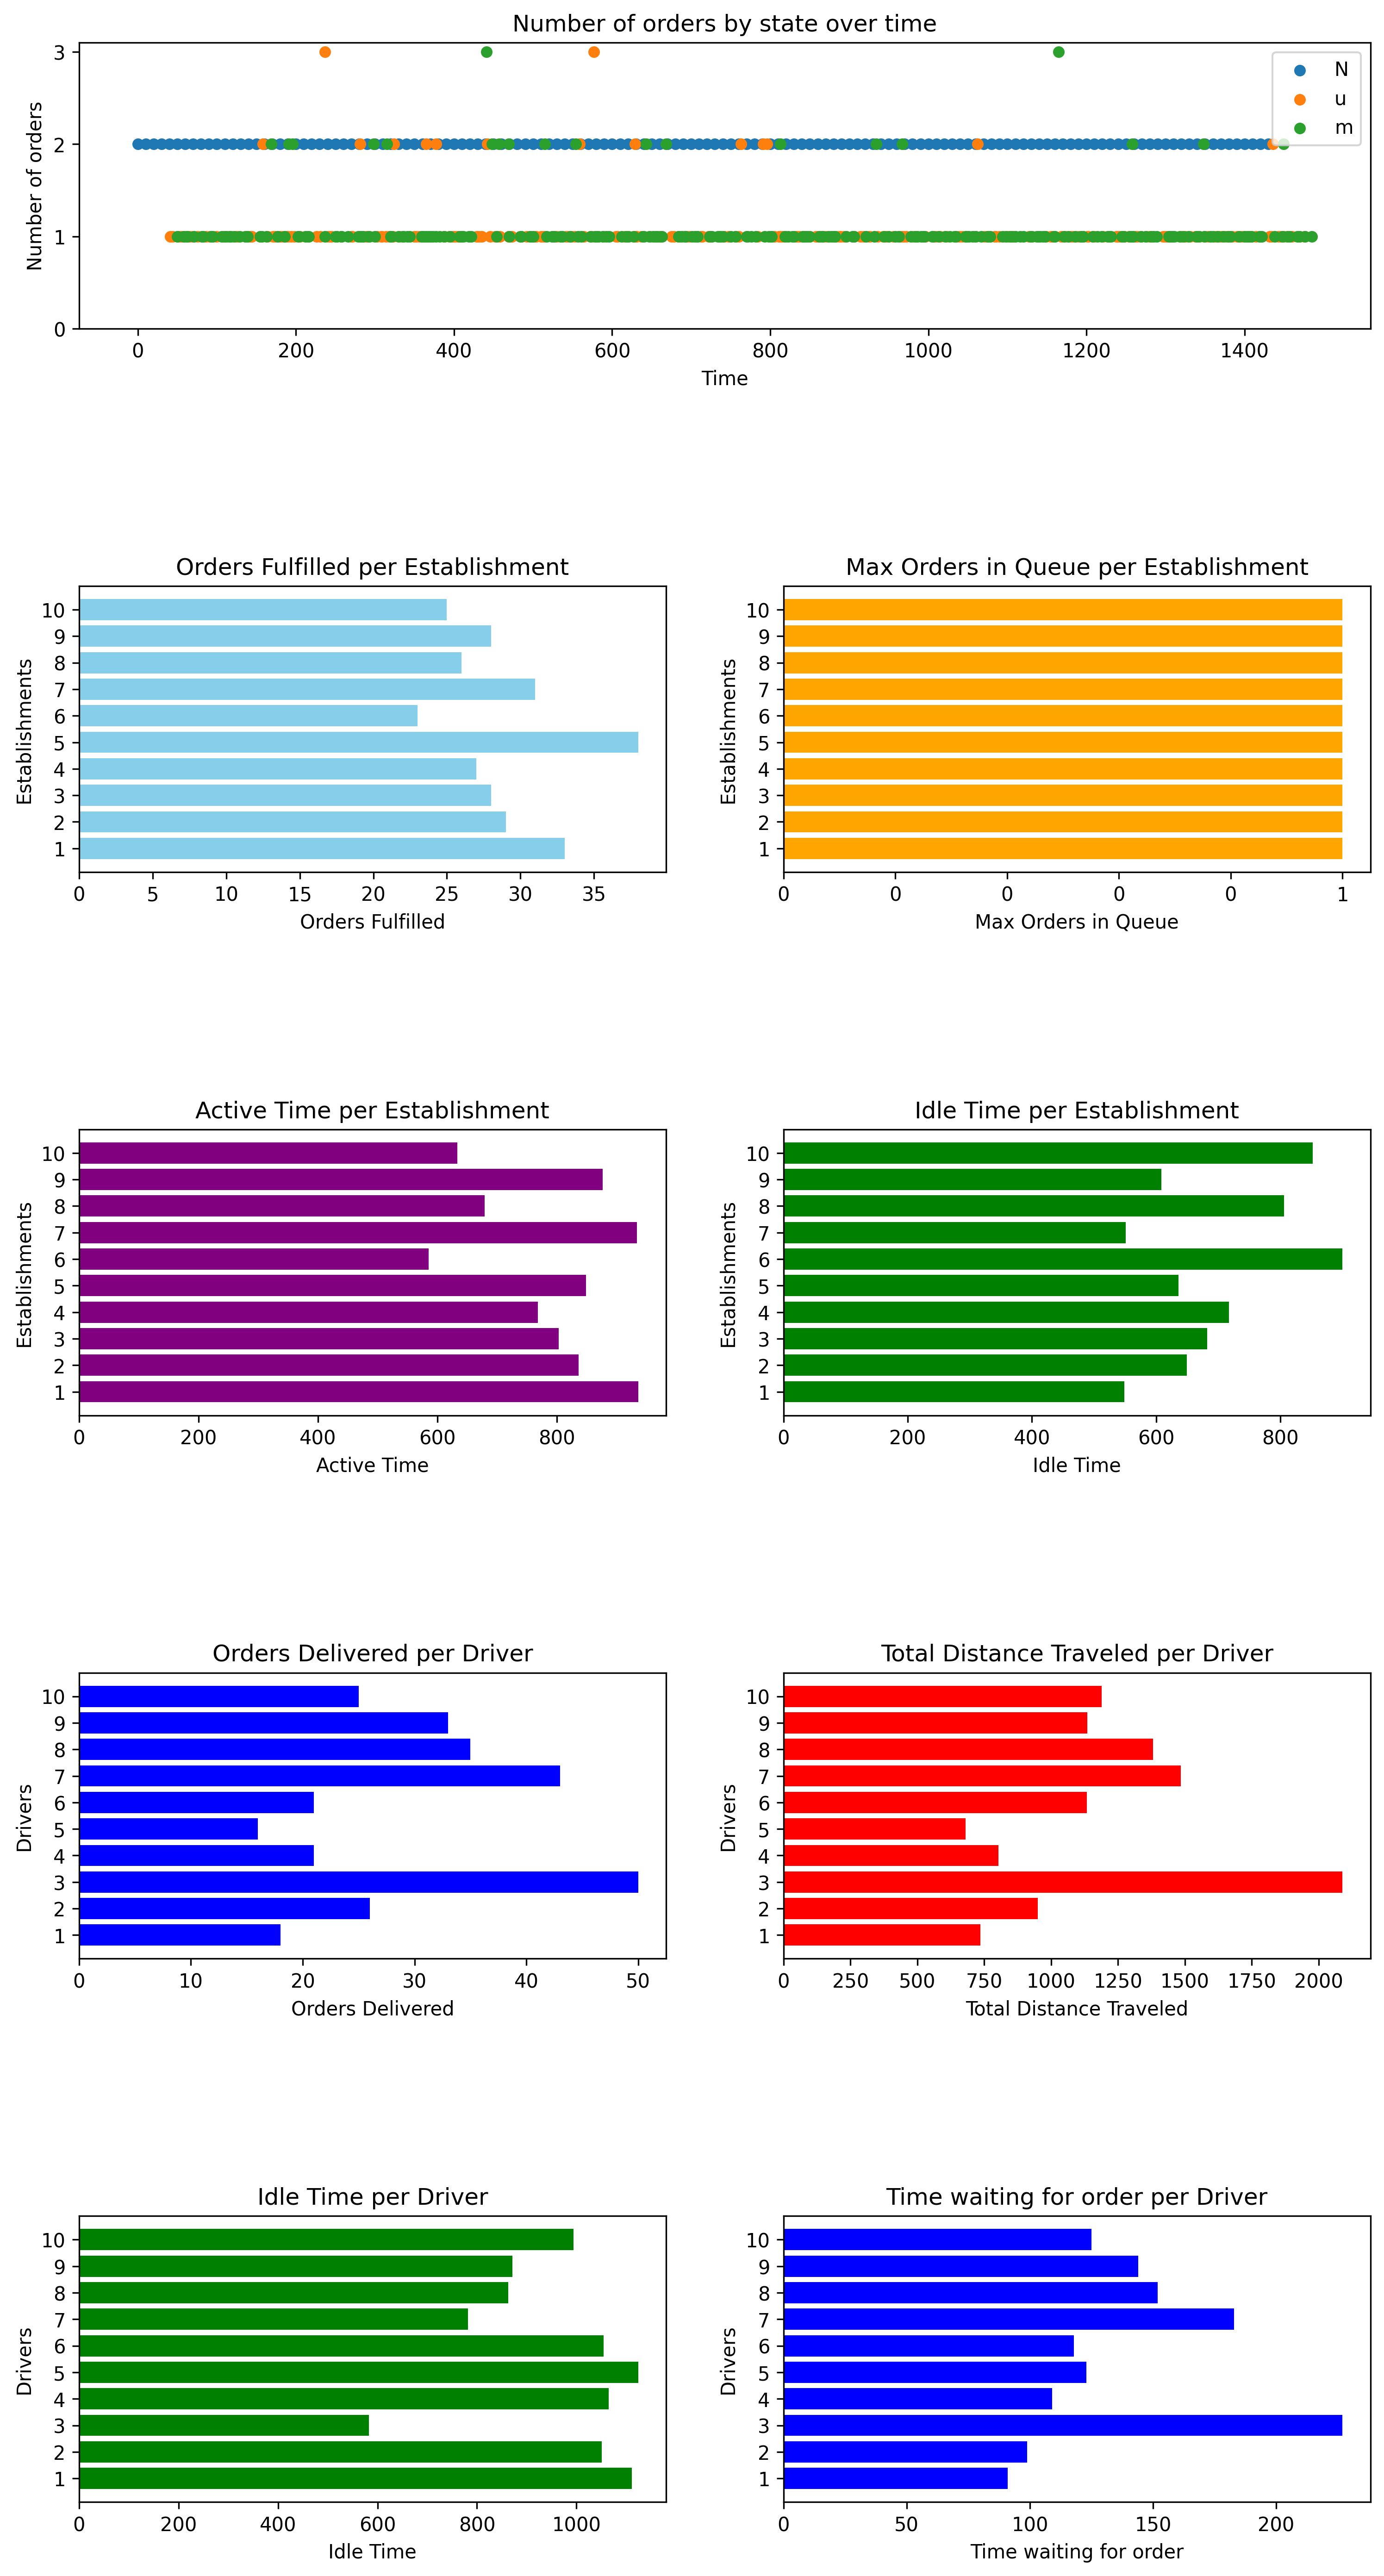 Number of orders by state over time
Number of orders
3
2
1
0
N
u
m
0 200 400 600 800 1000 1200 1400
Time
Orders Fulfilled per Establishment
Establishments
10
9
8
7
6
5
4
3
2
1
0 5 10 15 20 25 30 35
Orders Fulfilled
Max Orders in Queue per Establishment
Establishments
10
9
8
7
6
5
4
3
2
1
0 0 0 0 0 1
Max Orders in Queue
Active Time per Establishment
Establishments
10
9
8
7
6
5
4
3
2
1
0 200 400 600 800
Active Time
Idle Time per Establishment
Establishments
10
9
8
7
6
5
4
3
2
1
0 200 400 600 800
Idle Time
Orders Delivered per Driver
Drivers
10
9
8
7
6
5
4
3
2
1
0 10 20 30 40 50
Orders Delivered
Total Distance Traveled per Driver
Drivers
10
9
8
7
6
5
4
3
2
1
0 250 500 750 1000 1250 1500 1750 2000
Total Distance Traveled
Idle Time per Driver
Drivers
10
9
8
7
6
5
4
3
2
1
0 200 400 600 800 1000
Idle Time
Time waiting for order per Driver
Drivers
10
9
8
7
6
5
4
3
2
1
0 50 100 150 200
Time waiting for order